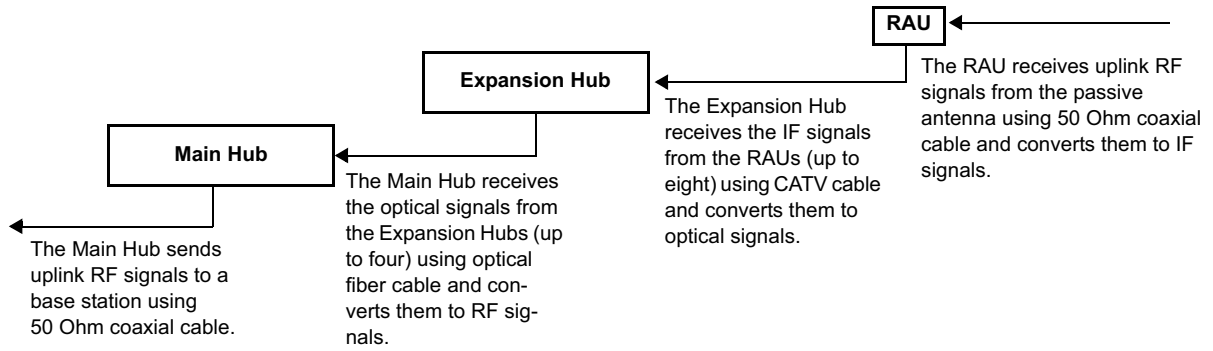 RAU
The RAU receives uplink RF
signals from the passive
antenna using 50 Ohm coaxial
cable and converts them to IF
signals.
Expansion Hub
The Expansion Hub
receives the IF signals
from the RAUs (up to
eight) using CATV cable
and converts them to
optical signals.
Main Hub
The Main Hub receives
the optical signals from
the Expansion Hubs (up
to four) using optical
fiber cable and con-
verts them to RF sig-
nals.
The Main Hub sends
uplink RF signals to a
base station using
50 Ohm coaxial cable.